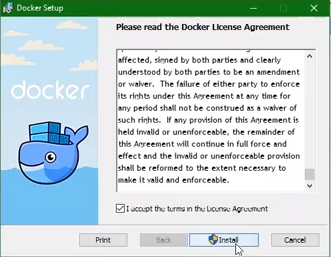 Docker Setup
Please read the Docker License Agreement
affected, signed by both parties and clearly
understood by both parties to be an amendment
or waiver. The failure of either party to enforce
its rights under this Agreement at any time for
any period shall not be construed as a waiver of
such rights. If any provision of this Agreement is
held invalid or unenforceable, the remainder of
this Agreement will continue in full force and
effect and the invalid or unenforceable provision
shall be reformed to the extent necessary to
make it valid and enforceable.
docker
I accept the terms in the License Agreement
Print
Back
Install
Cancel